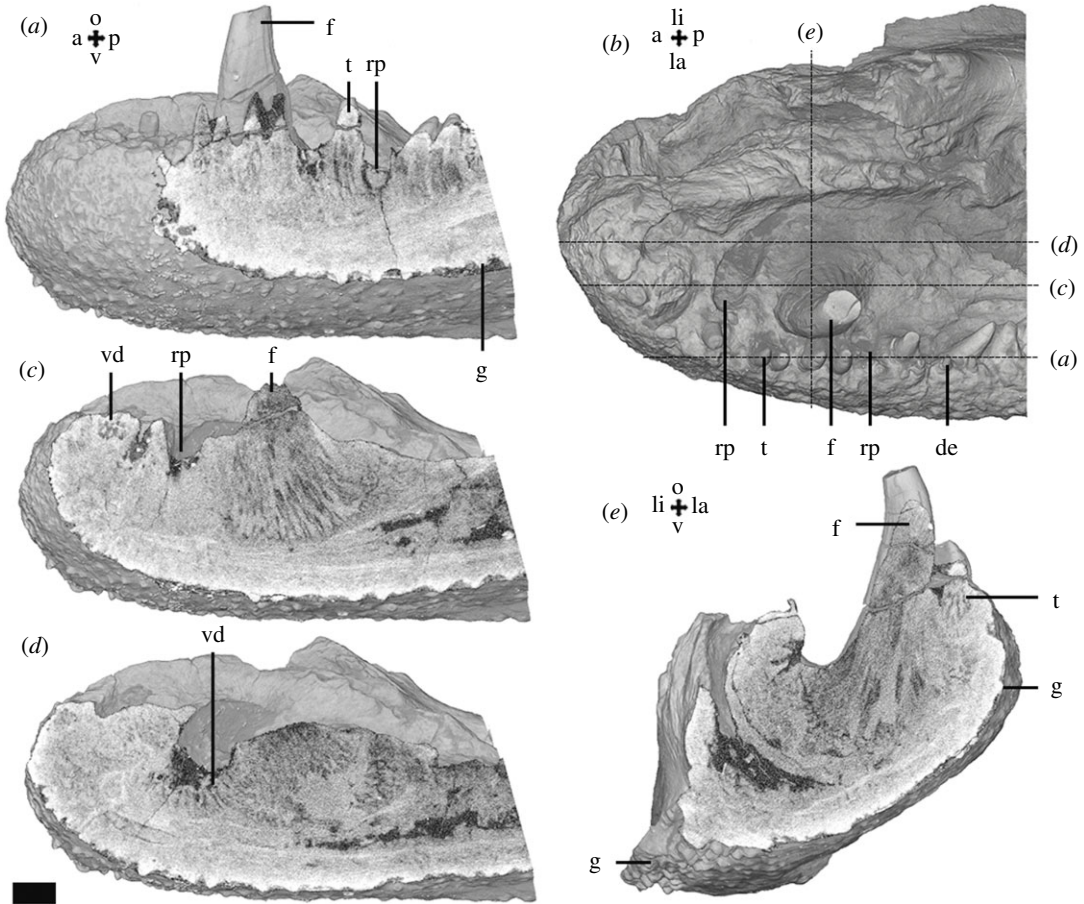 (a)
o
a p
v
f
t
rp
g
(b)
li
a p
la
(e)
(d)
(c)
(a)
rp
t
f
rp
de
(c)
vd
rp
f
(d)
vd
(e)
o
li la
v
f
t
g
g